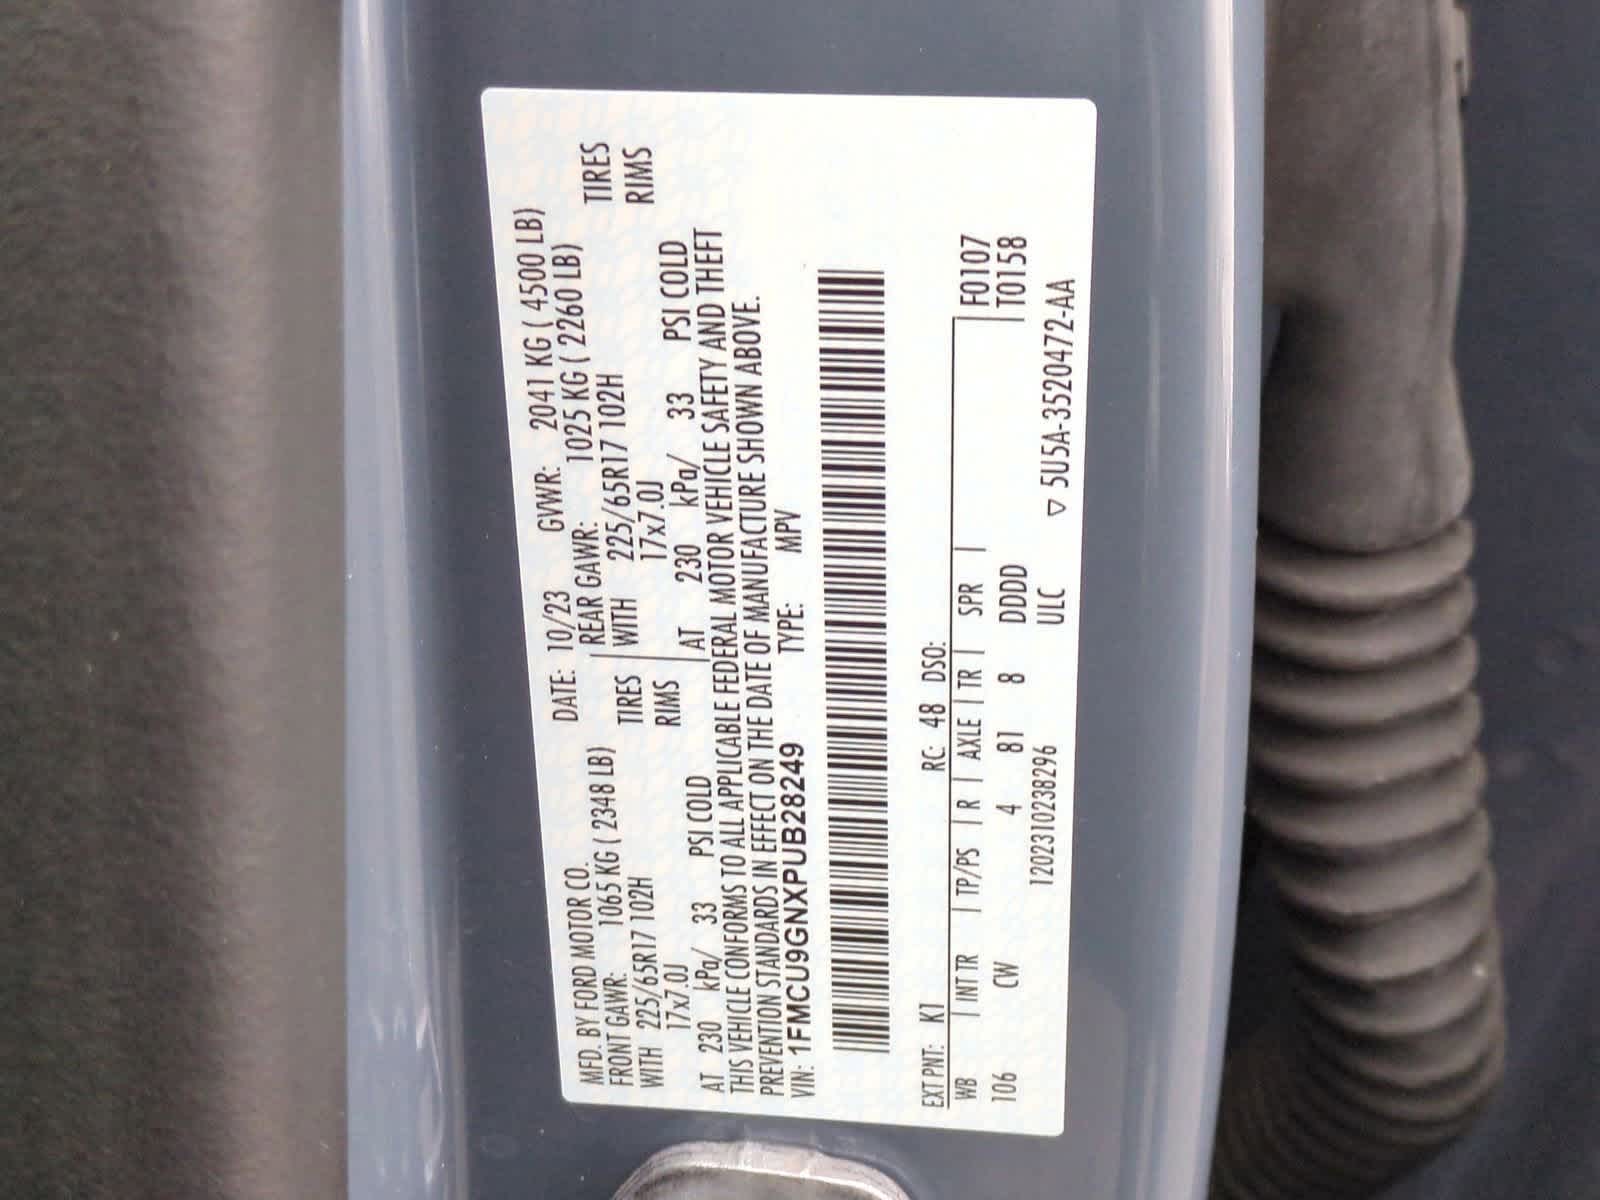 MFD. BY FORD MOTOR CO. DATE: 10/23 GVWR: 2041 KG ( 4500 LB)
FRONT GAWR: 1065 KG ( 2348 LB) | REAR GAWR: 1025 KG ( 2260 LB)
WITH 225/65R17 102H TIRES | WITH 225/65R17 102H TIRES
17x7.0J RIMS | 17x7.0J RIMS
AT 230 kPa/ 33 PSI COLD | AT 230 kPa/ 33 PSI COLD
THIS VEHICLE CONFORMS TO ALL APPLICABLE FEDERAL MOTOR VEHICLE SAFETY AND THEFT
PREVENTION STANDARDS IN EFFECT ON THE DATE OF MANUFACTURE SHOWN ABOVE.
VIN: 1FMCU9GNXPUB28249 TYPE: MPV
EXT PNT: K1 RC: 48 DSO:
WB | INT TR | TP/PS | R | AXLE | TR | SPR | F0107
106 CW 4 81 8 DDDD | T0158
1202310238296 ULC ▽ 5U5A-3520472-AA